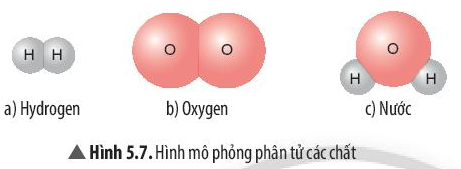 H H
O O
O
H H
a) Hydrogen b) Oxygen c) Nước
▲ Hình 5.7. Hình mô phỏng phân tử các chất